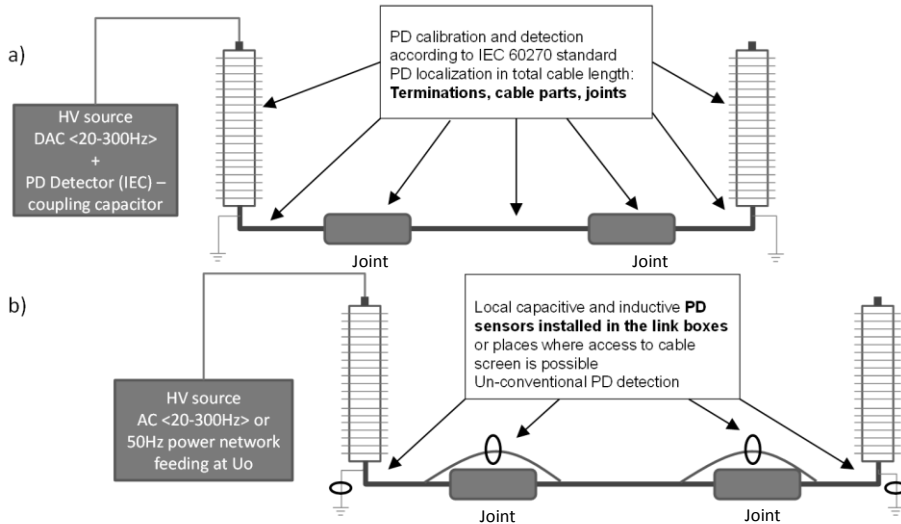 a)
PD calibration and detection
according to IEC 60270 standard
PD localization in total cable length:
Terminations, cable parts, joints
HV source
DAC <20-300Hz>
+
PD Detector (IEC) –
coupling capacitor
Joint
Joint
b)
Local capacitive and inductive PD
sensors installed in the link boxes
or places where access to cable
screen is possible
Un-conventional PD detection
HV source
AC <20-300Hz> or
50Hz power network
feeding at Uo
Joint
Joint